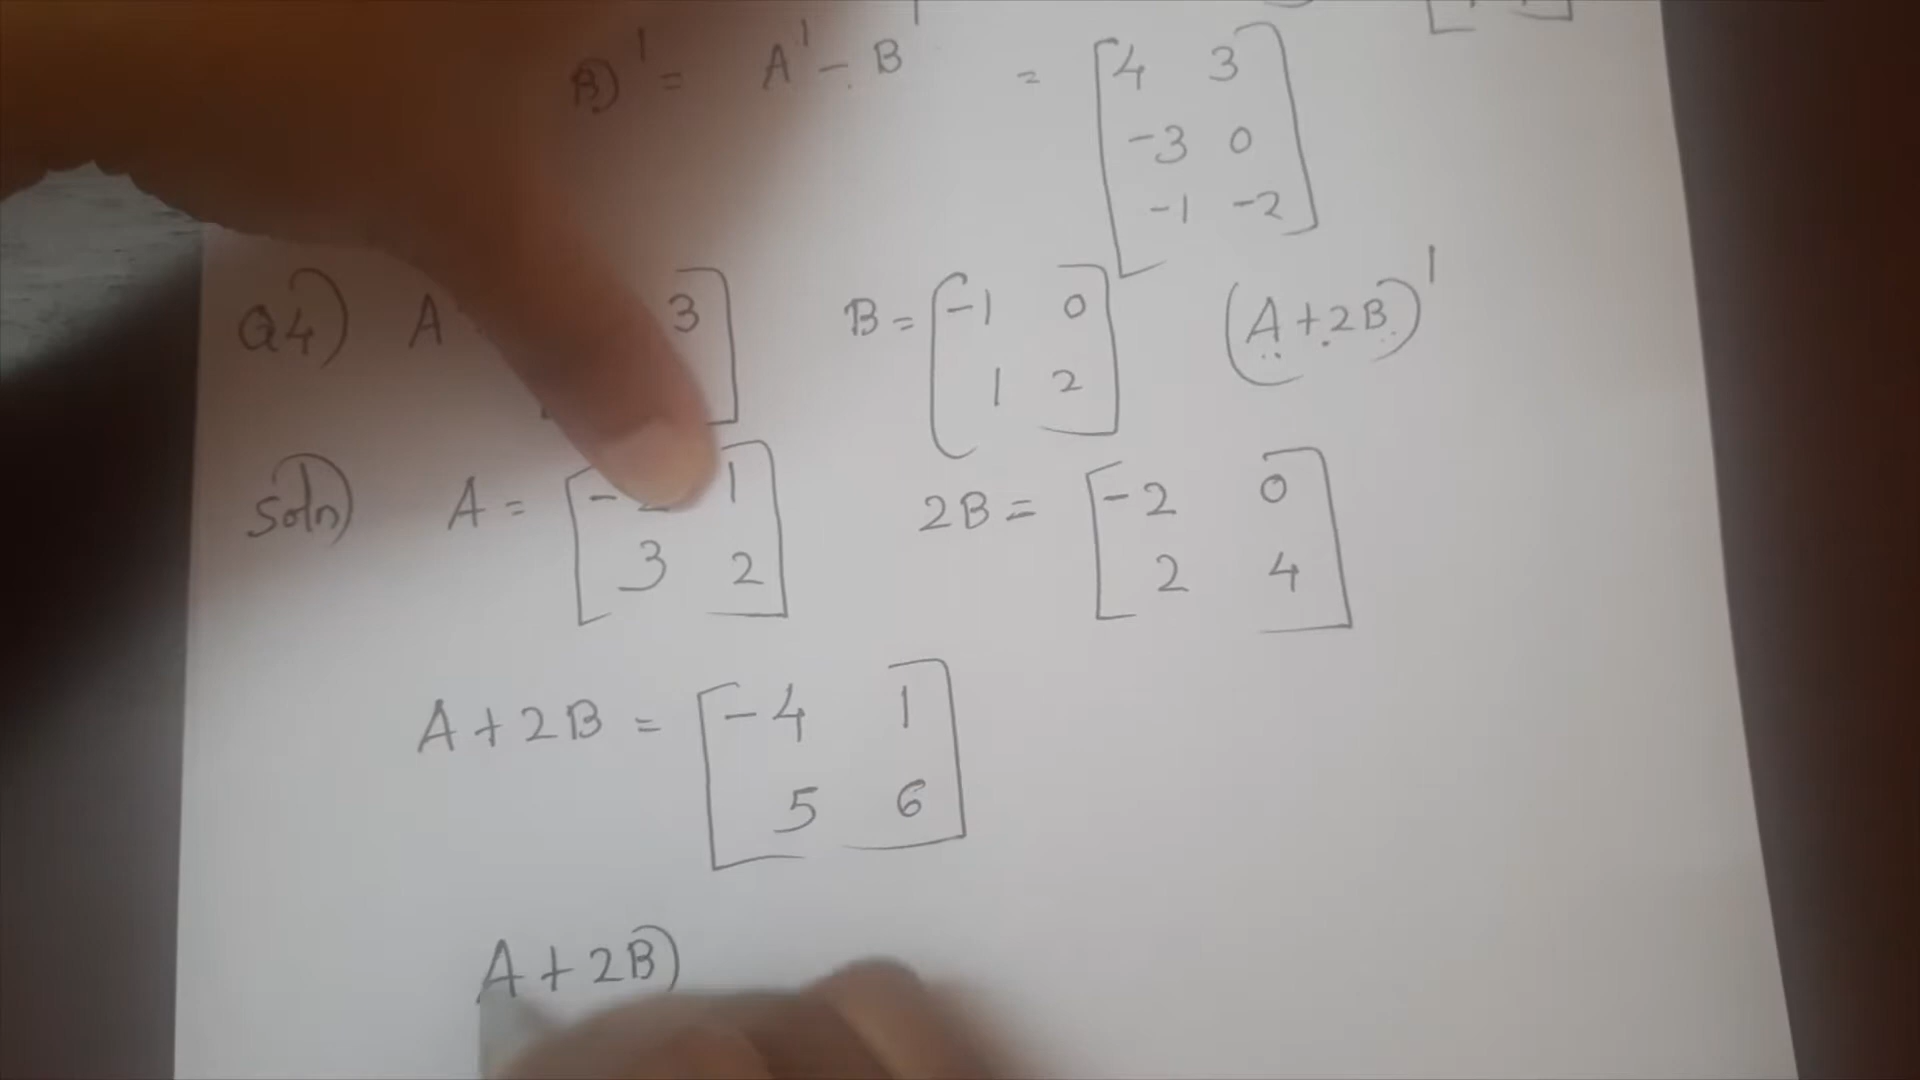 B)' = A' - B' = [4 3
-3 0
-1 -2]
Q4) A 3] B = [-1 0 (A+2B)'
1 2]
Soln) A = [- 1 2B = [-2 0
3 2] 2 4]
A+2B = [-4 1
5 6]
A+2B)